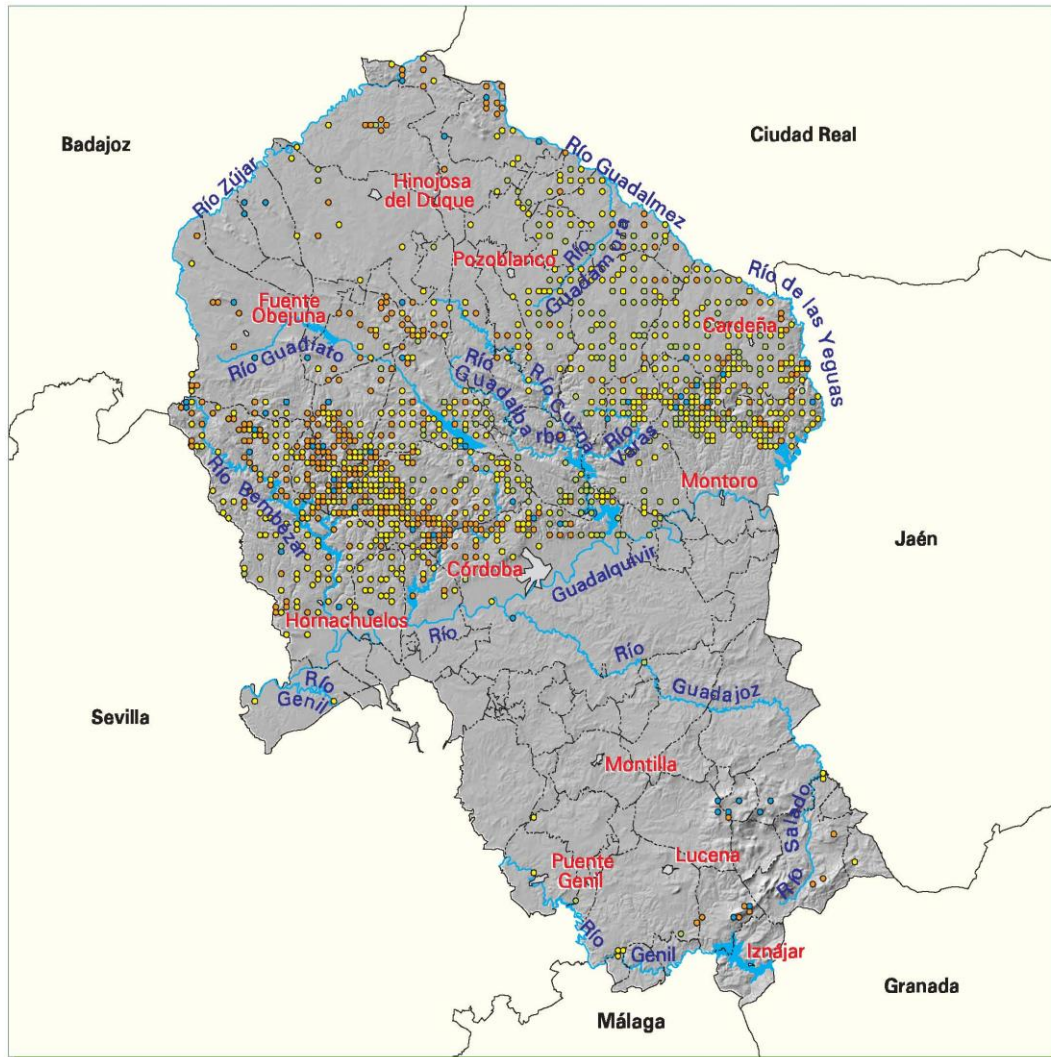 Badajoz
Ciudad Real
Río Zújar
Río Guadalmez
Hinojosa
del Duque
Río
Guadamora
Pozoblanco
Río de las Yeguas
Fuente
Obejuna
Cardeña
Río Guadiato
Río
Guadalbarbo
Río Cuzna
Río
Varas
Río Bembézar
Montoro
Jaén
Córdoba
Guadalquivir
Hornachuelos
Río
Río
Río
Genil
Guadajoz
Sevilla
Montilla
Río Salado
Puente
Genil
Lucena
Río
Genil
Iznájar
Granada
Málaga